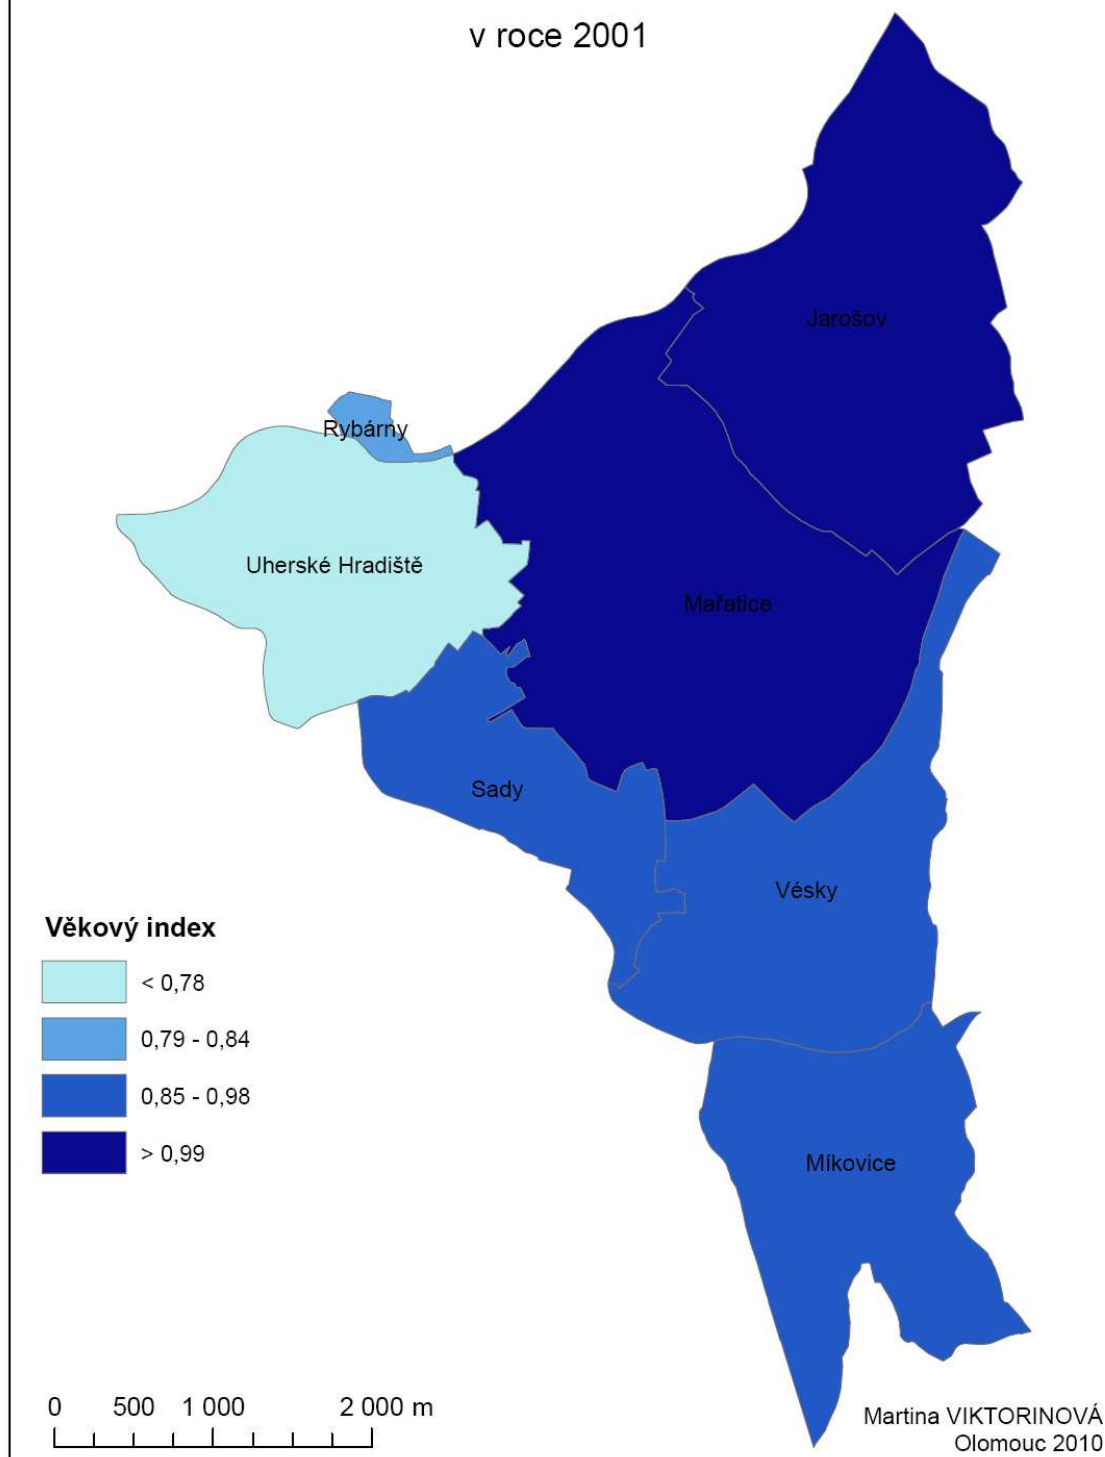 v roce 2001
Jarošov
Rybárny
Uherské Hradiště
Mařatice
Sady
Vésky
Věkový index
< 0,78
0,79 - 0,84
0,85 - 0,98
> 0,99
Míkovice
0 500 1 000 2 000 m
Martina VIKTORINOVÁ
Olomouc 2010